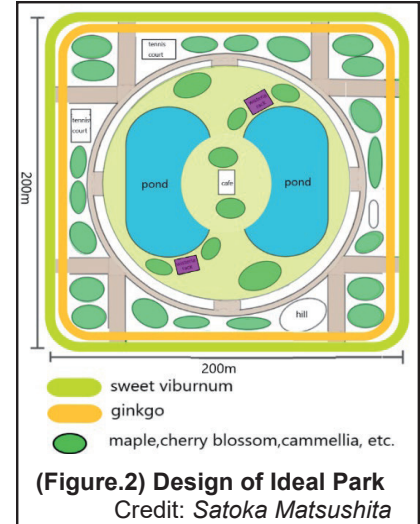 tennis
court
tennis
court
pond
cafe
pond
hill
200m
200m
sweet viburnum
ginkgo
maple,cherry blossom,cammellia, etc.
(Figure.2) Design of Ideal Park
Credit: Satoka Matsushita